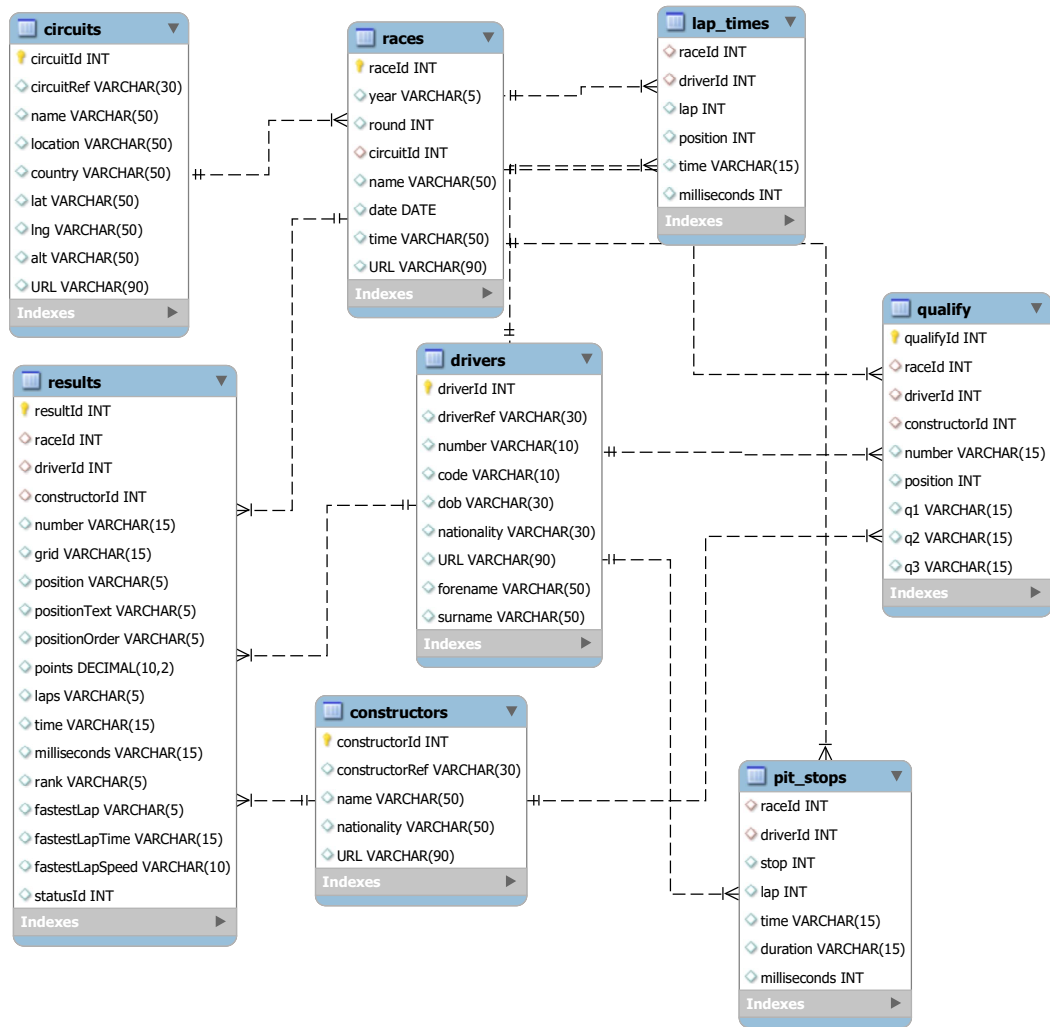 circuits
circuitId INT
circuitRef VARCHAR(30)
name VARCHAR(50)
location VARCHAR(50)
country VARCHAR(50)
lat VARCHAR(50)
lng VARCHAR(50)
alt VARCHAR(50)
URL VARCHAR(90)
Indexes
races
raceId INT
year VARCHAR(5)
round INT
circuitId INT
name VARCHAR(50)
date DATE
time VARCHAR(50)
URL VARCHAR(90)
Indexes
lap_times
raceId INT
driverId INT
lap INT
position INT
time VARCHAR(15)
milliseconds INT
Indexes
qualify
qualifyId INT
raceId INT
driverId INT
constructorId INT
number VARCHAR(15)
position INT
q1 VARCHAR(15)
q2 VARCHAR(15)
q3 VARCHAR(15)
Indexes
results
resultId INT
raceId INT
driverId INT
constructorId INT
number VARCHAR(15)
grid VARCHAR(15)
position VARCHAR(5)
positionText VARCHAR(5)
positionOrder VARCHAR(5)
points DECIMAL(10,2)
laps VARCHAR(5)
time VARCHAR(15)
milliseconds VARCHAR(15)
rank VARCHAR(5)
fastestLap VARCHAR(5)
fastestLapTime VARCHAR(15)
fastestLapSpeed VARCHAR(10)
statusId INT
Indexes
drivers
driverId INT
driverRef VARCHAR(30)
number VARCHAR(10)
code VARCHAR(10)
dob VARCHAR(30)
nationality VARCHAR(30)
URL VARCHAR(90)
forename VARCHAR(50)
surname VARCHAR(50)
Indexes
constructors
constructorId INT
constructorRef VARCHAR(30)
name VARCHAR(50)
nationality VARCHAR(50)
URL VARCHAR(90)
Indexes
pit_stops
raceId INT
driverId INT
stop INT
lap INT
time VARCHAR(15)
duration VARCHAR(15)
milliseconds INT
Indexes